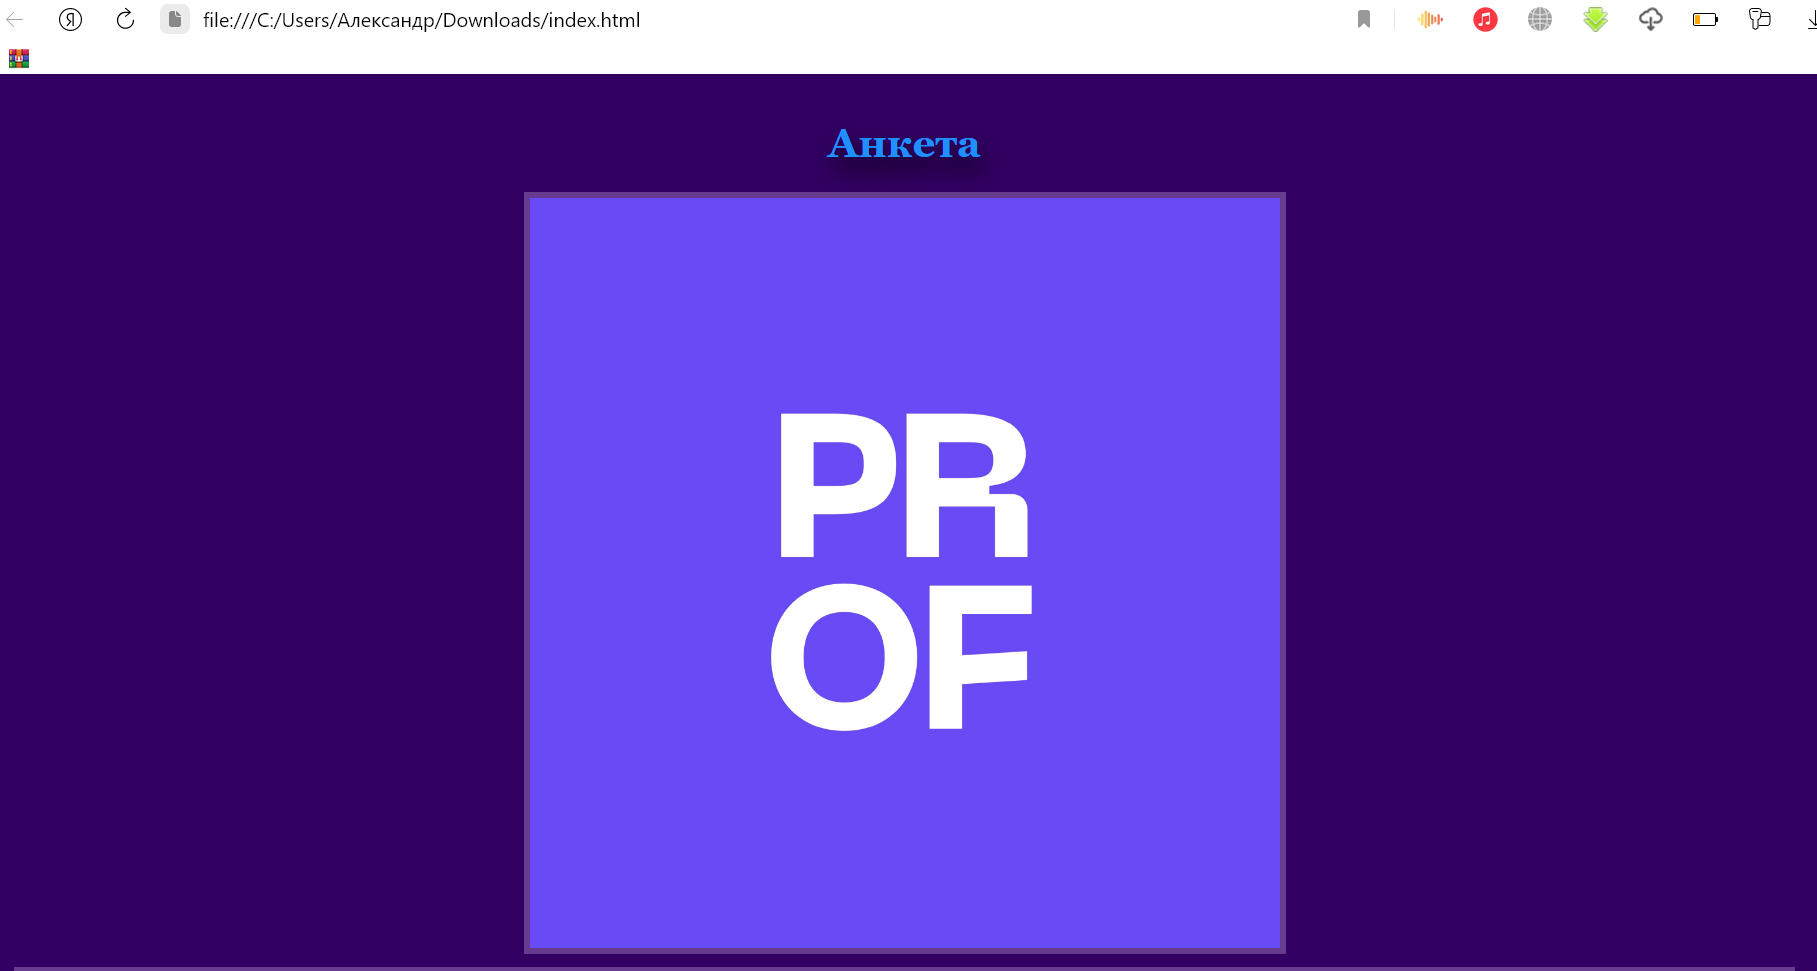 file:///C:/Users/Александр/Downloads/index.html
Анкета
PR
OF